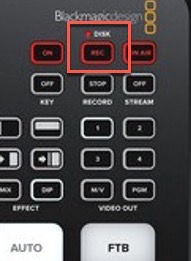 Blackmagicdesign
DISK
ON REC ON AIR
OFF STOP OFF
KEY RECORD STREAM
1 2
3 4
MIX DIP M/V PGM
EFFECT VIDEO OUT
AUTO FTB